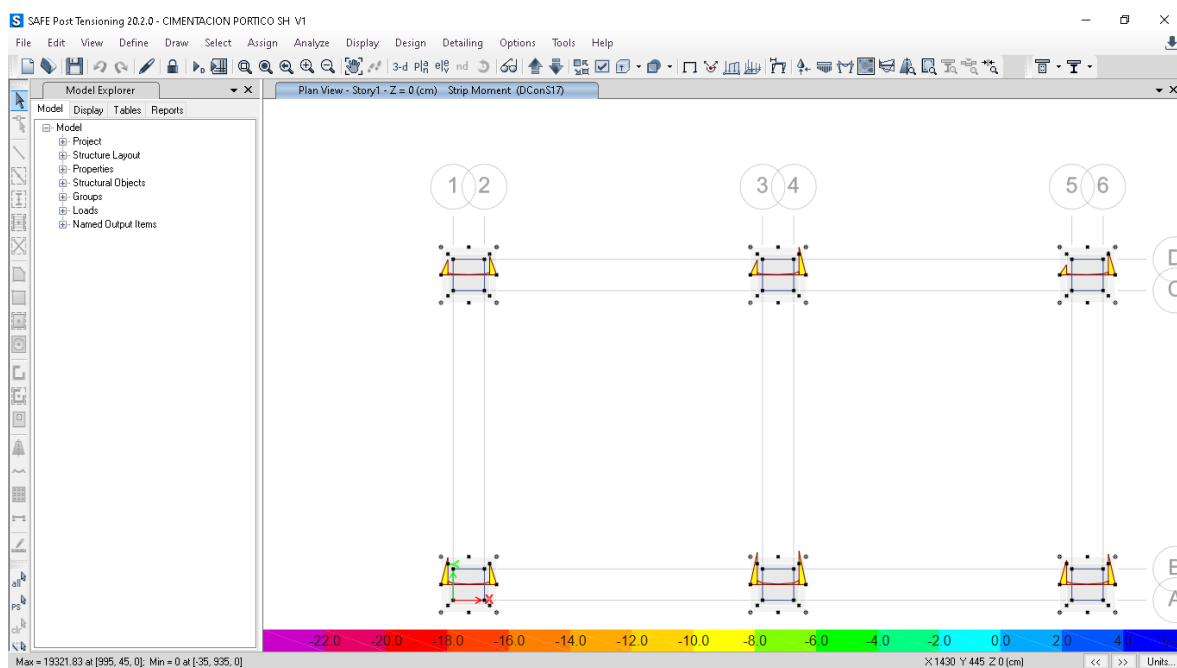 SAFE Post Tensioning 20.2.0 - CIMENTACION PORTICO SH V1
File Edit View Define Draw Select Assign Analyze Display Design Detailing Options Tools Help
3-d nd
Model Explorer
Plan View - Story1 - Z = 0 (cm) Strip Moment (DConS17)
Model Display Tables Reports
Model
Project
Structure Layout
Properties
Structural Objects
Groups
Loads
Named Output Items
1 2 3 4 5 6
D
C
B
A
Y
X
all
PS
clr
-22.0 -20.0 -18.0 -16.0 -14.0 -12.0 -10.0 -8.0 -6.0 -4.0 -2.0 0.0 2.0 4.0
Max = 19321.83 at [995, 45, 0]; Min = 0 at [-35, 935, 0]
X 1430 Y 445 Z 0 (cm) << >> Units...